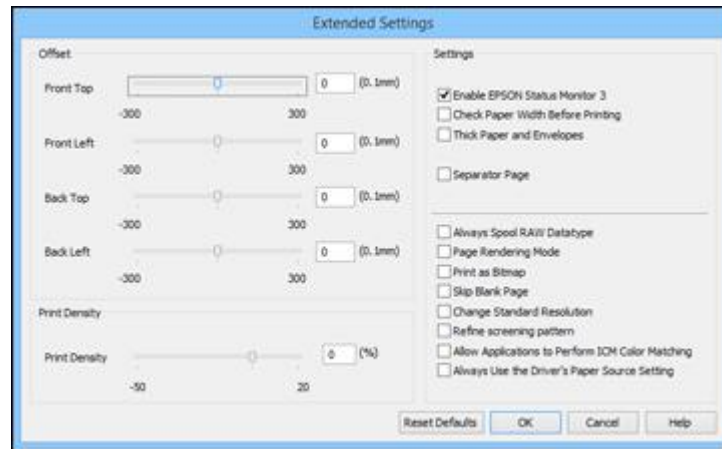 Extended Settings
Offset
Front Top
0
(0.1mm)
-300
300
Front Left
0
(0.1mm)
-300
300
Back Top
0
(0.1mm)
-300
300
Back Left
0
(0.1mm)
-300
300
Print Density
Print Density
0
(%)
-50
20
Settings
Enable EPSON Status Monitor 3
Check Paper Width Before Printing
Thick Paper and Envelopes
Separator Page
Always Spool RAW Datatype
Page Rendering Mode
Print as Bitmap
Skip Blank Page
Change Standard Resolution
Refine screening pattern
Allow Applications to Perform ICM Color Matching
Always Use the Driver's Paper Source Setting
Reset Defaults
OK
Cancel
Help